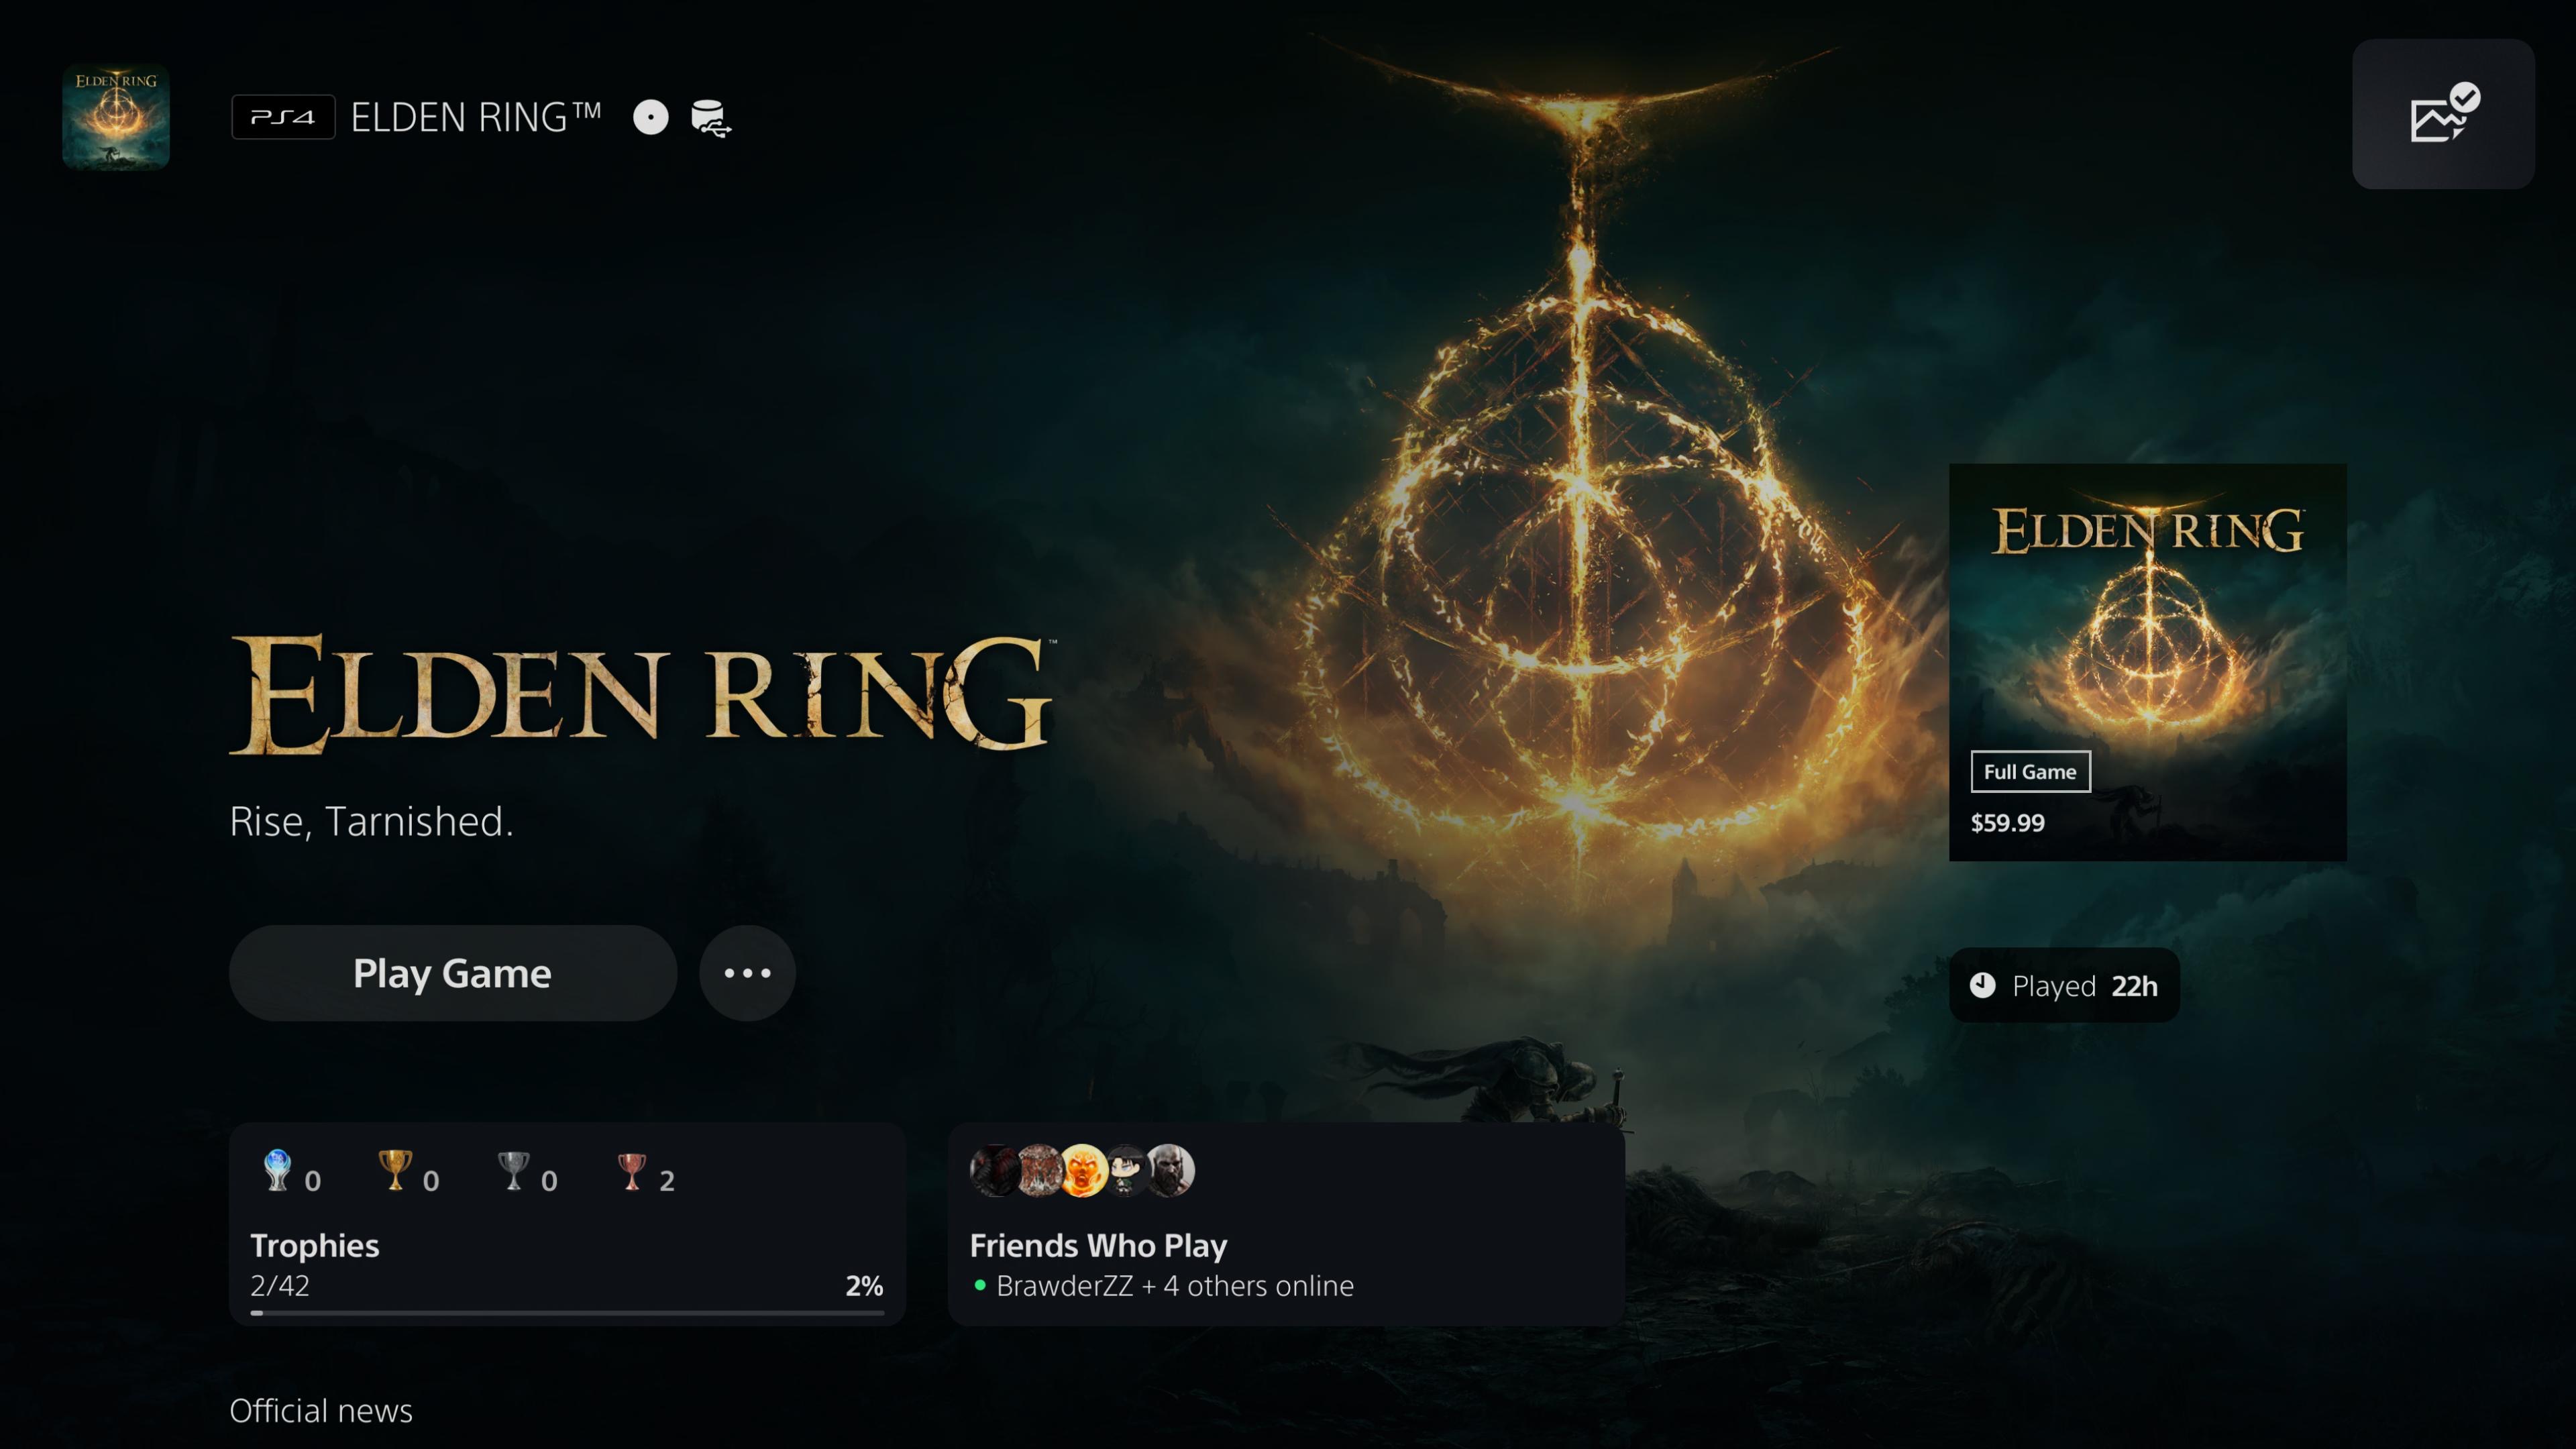 ELDEN RING
PS4 ELDEN RING™
ELDEN RING™
Rise, Tarnished.
Play Game
ELDEN RING
Full Game
$59.99
Played 22h
0 0 0 2
Trophies
2/42 2%
Friends Who Play
BrawderZZ + 4 others online
Official news